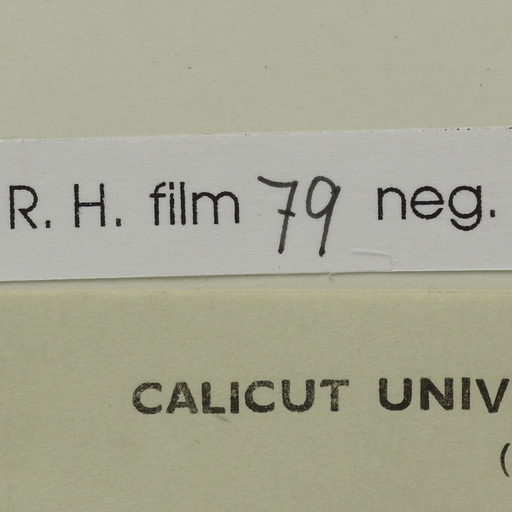 R. H. film 79 neg.
CALICUT UNIV
(